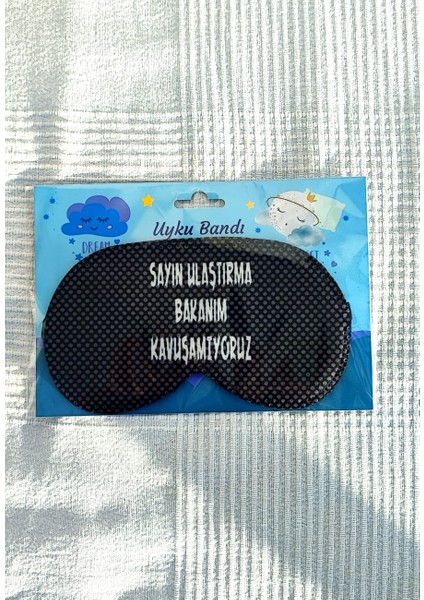 Uyku Bandı
DREAM
SAYIN ULAŞTIRMA
BAKANIM
KAVUŞAMIYORUZ